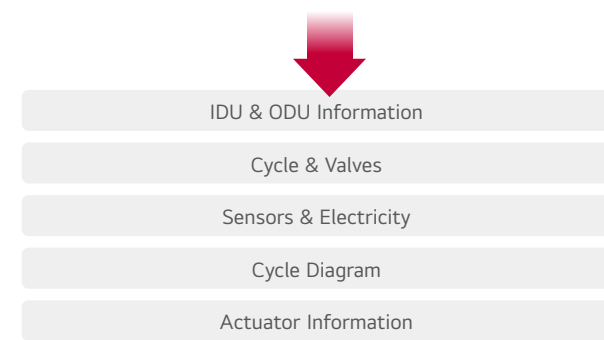 IDU & ODU Information
Cycle & Valves
Sensors & Electricity
Cycle Diagram
Actuator Information